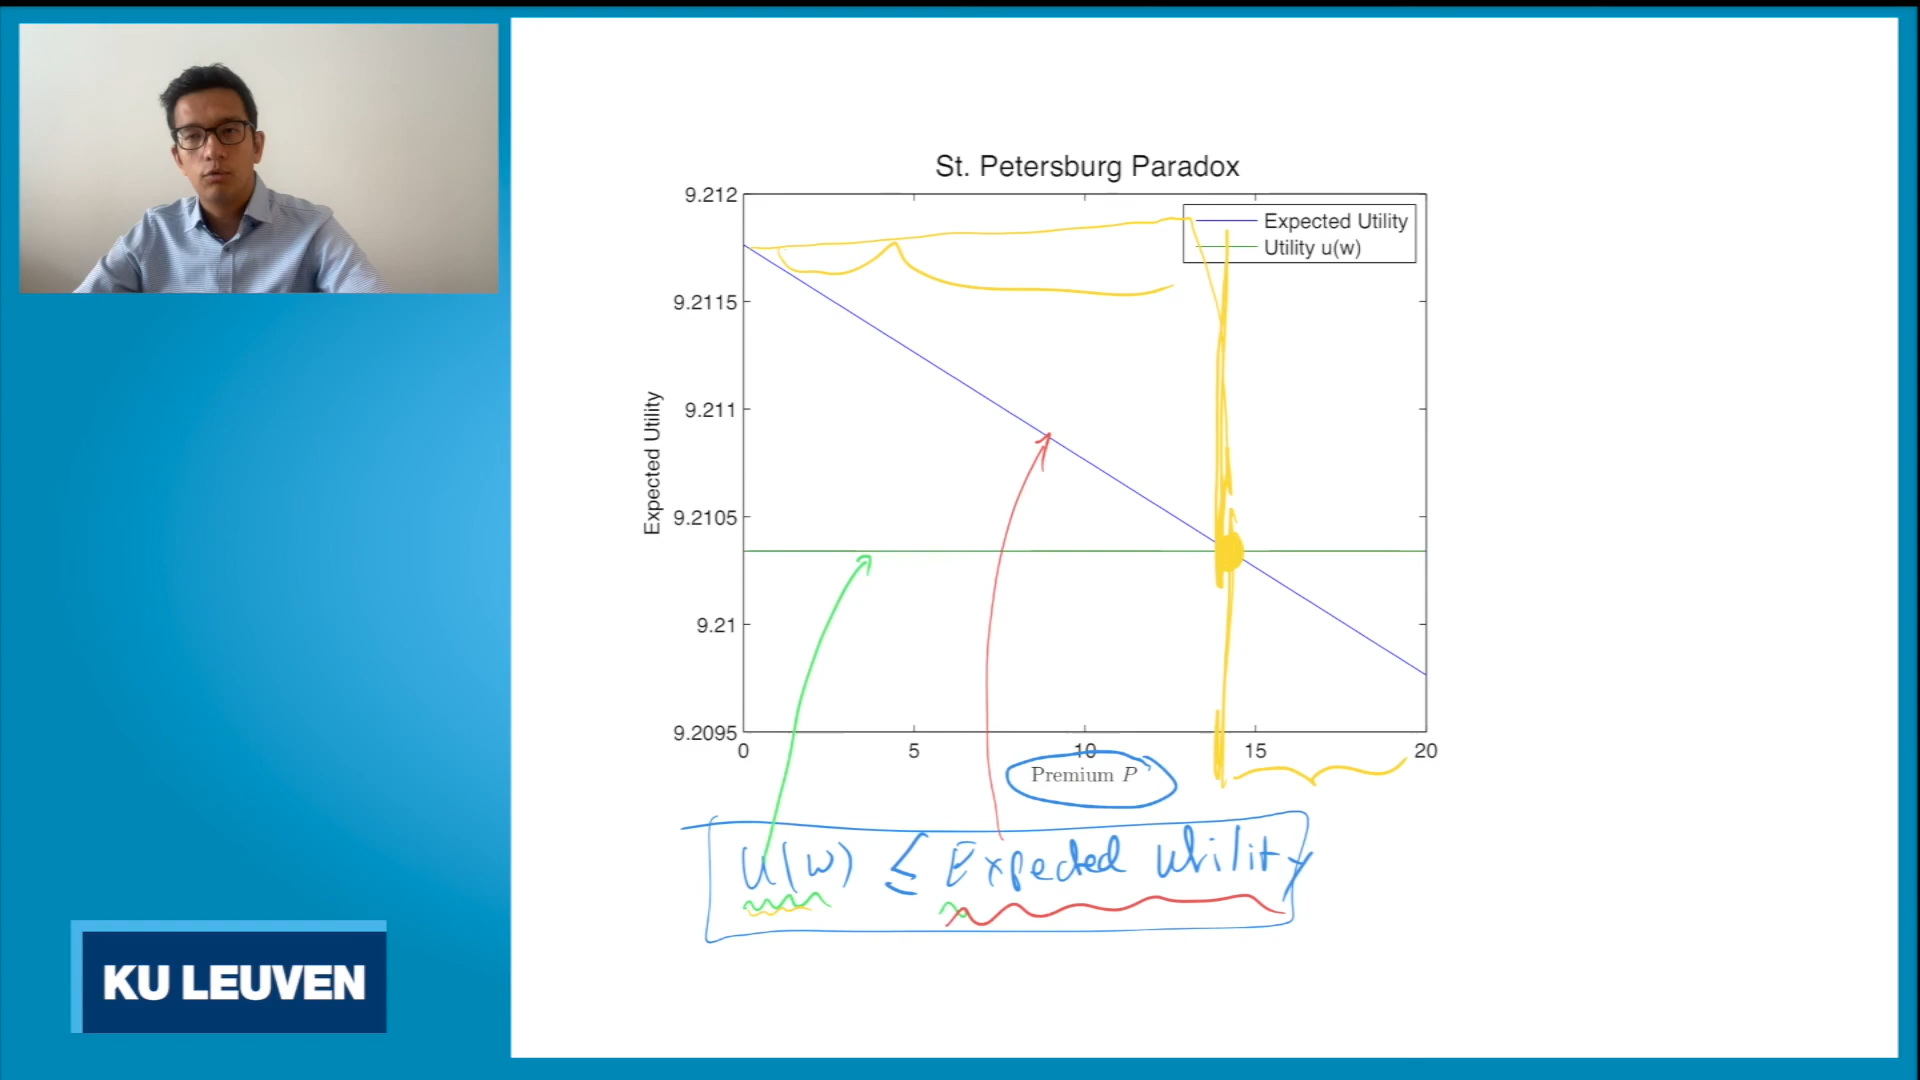 St. Petersburg Paradox
Expected Utility
Utility u(w)
9.212
9.2115
9.211
9.2105
9.21
9.2095
Expected Utility
0 5 10 15 20
Premium P
u(w) ≤ Expected Utility
KU LEUVEN